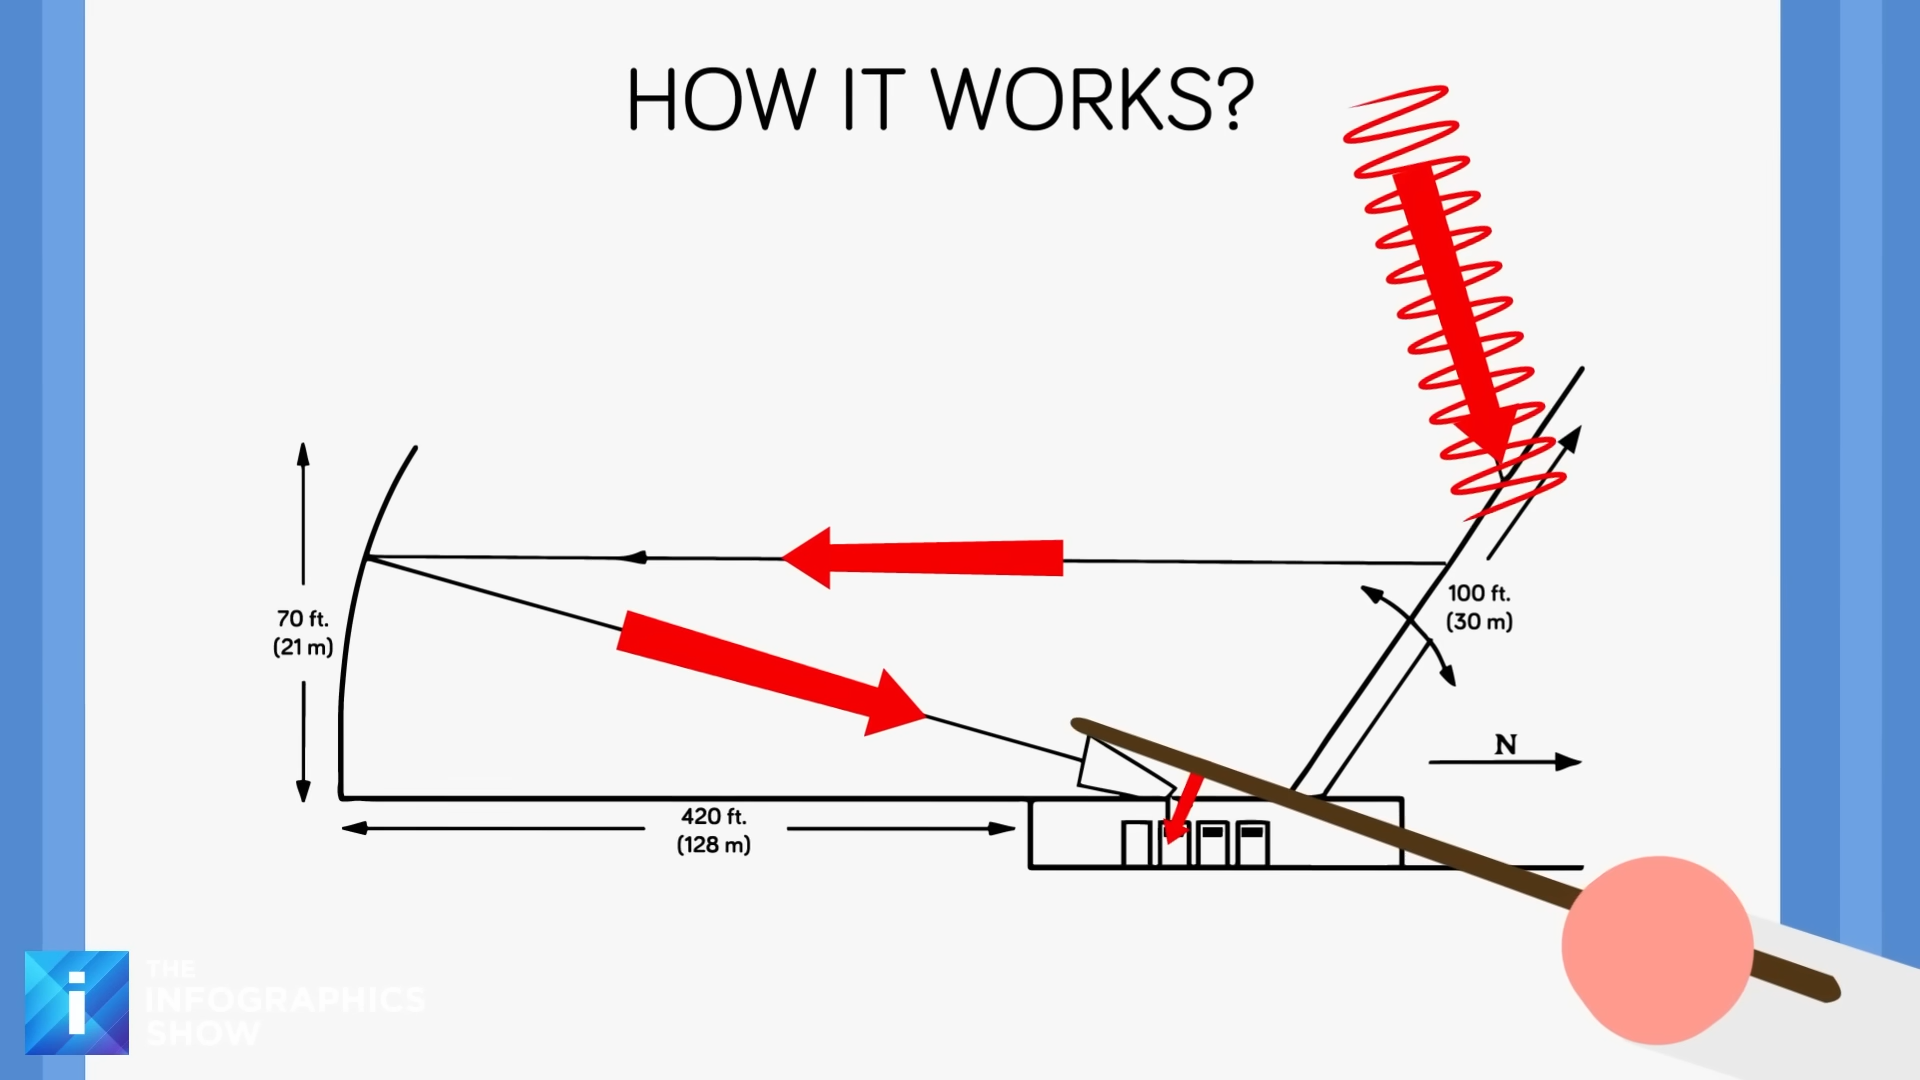 HOW IT WORKS?
70 ft.
(21 m)
100 ft.
(30 m)
N
420 ft.
(128 m)
i
THE
INFOGRAPHICS
SHOW